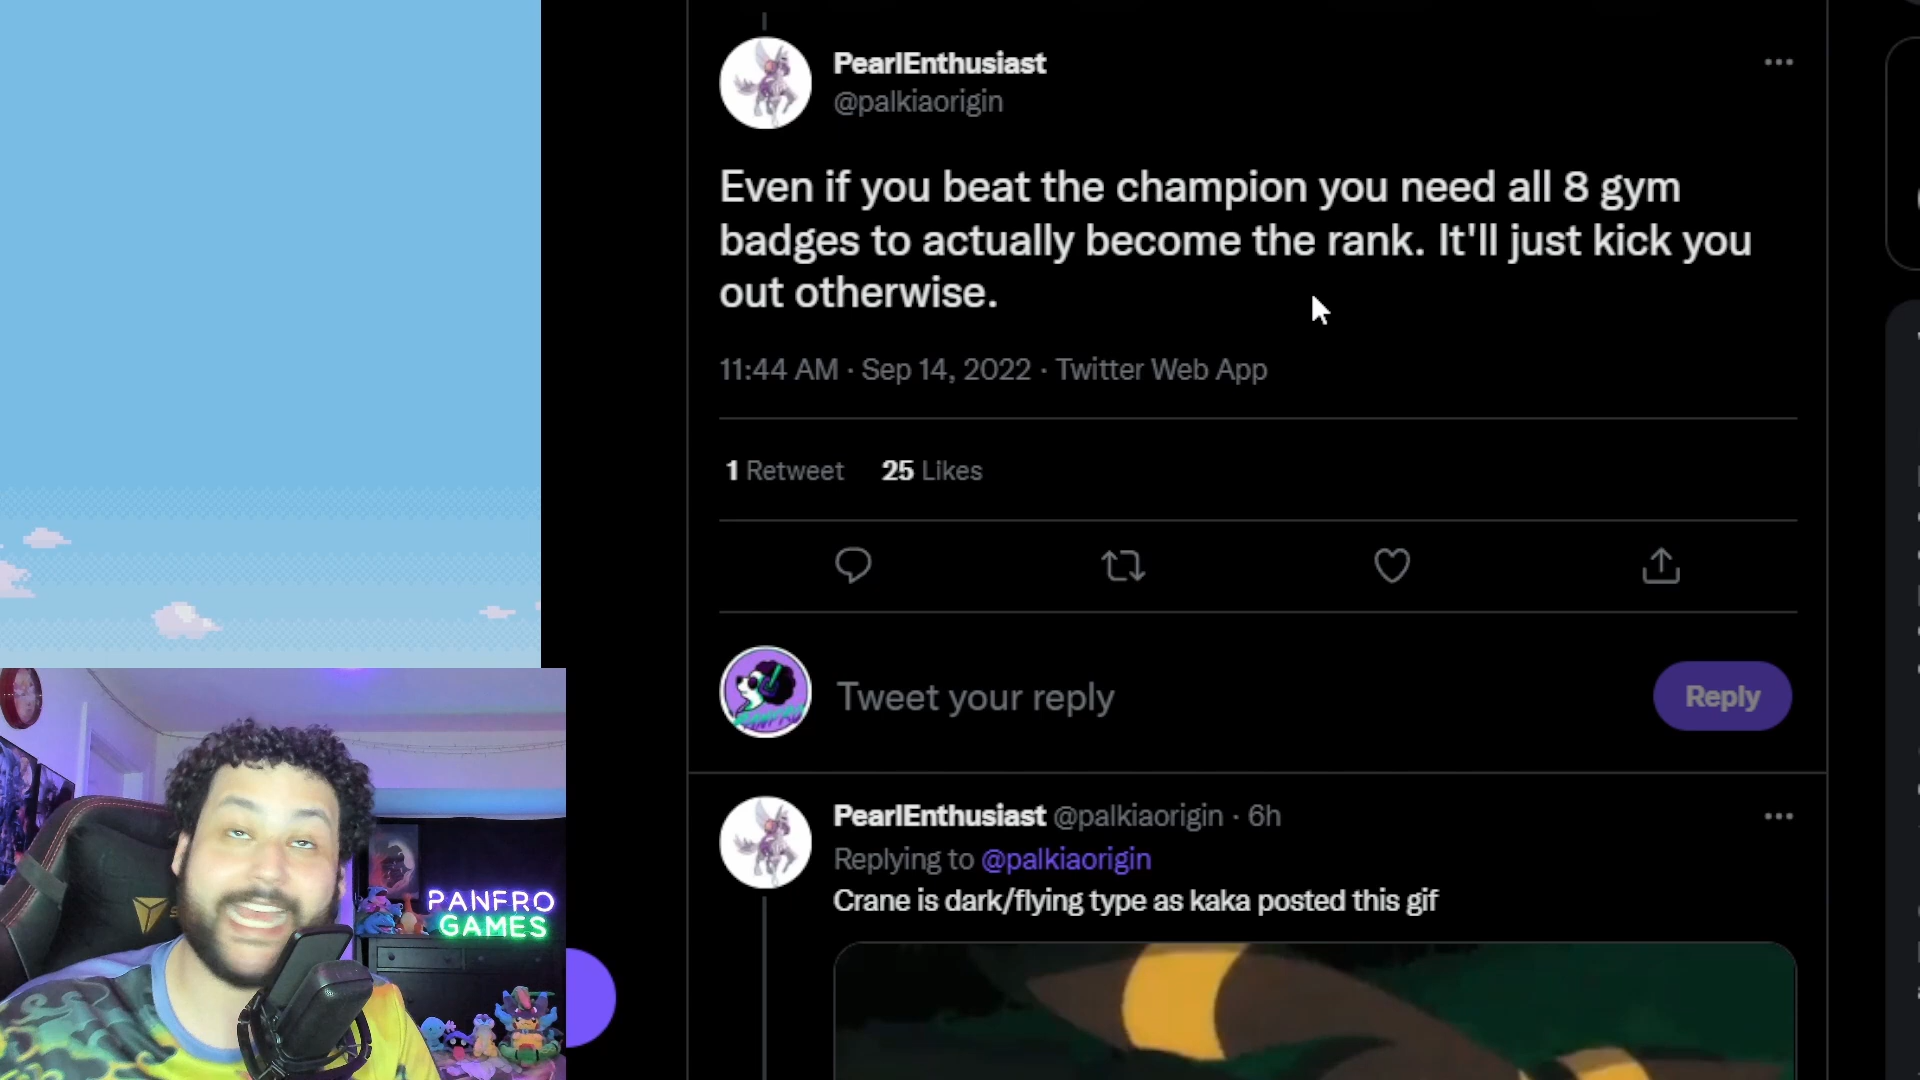 PearlEnthusiast
@palkiaorigin
Even if you beat the champion you need all 8 gym
badges to actually become the rank. It'll just kick you
out otherwise.
11:44 AM · Sep 14, 2022 · Twitter Web App
1 Retweet 25 Likes
Tweet your reply
Reply
PearlEnthusiast @palkiaorigin · 6h
Replying to @palkiaorigin
Crane is dark/flying type as kaka posted this gif
PANFRO
GAMES